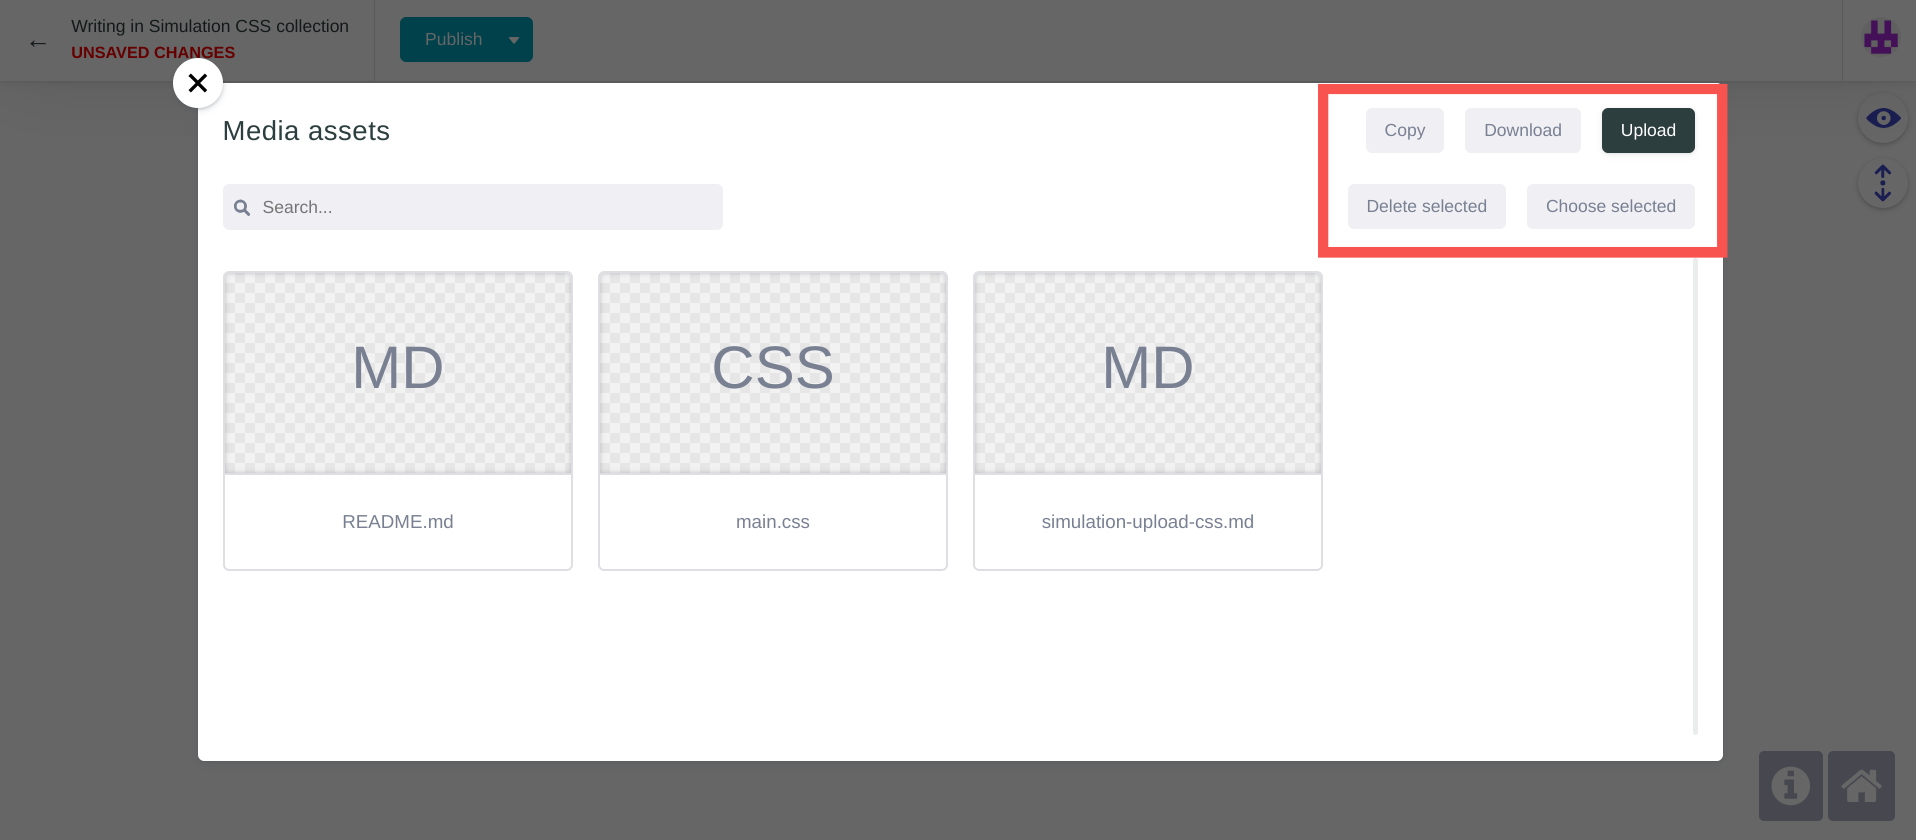 Writing in Simulation CSS collection
UNSAVED CHANGES
Publish
Media assets
Copy
Download
Upload
Search...
Delete selected
Choose selected
MD
CSS
MD
README.md
main.css
simulation-upload-css.md